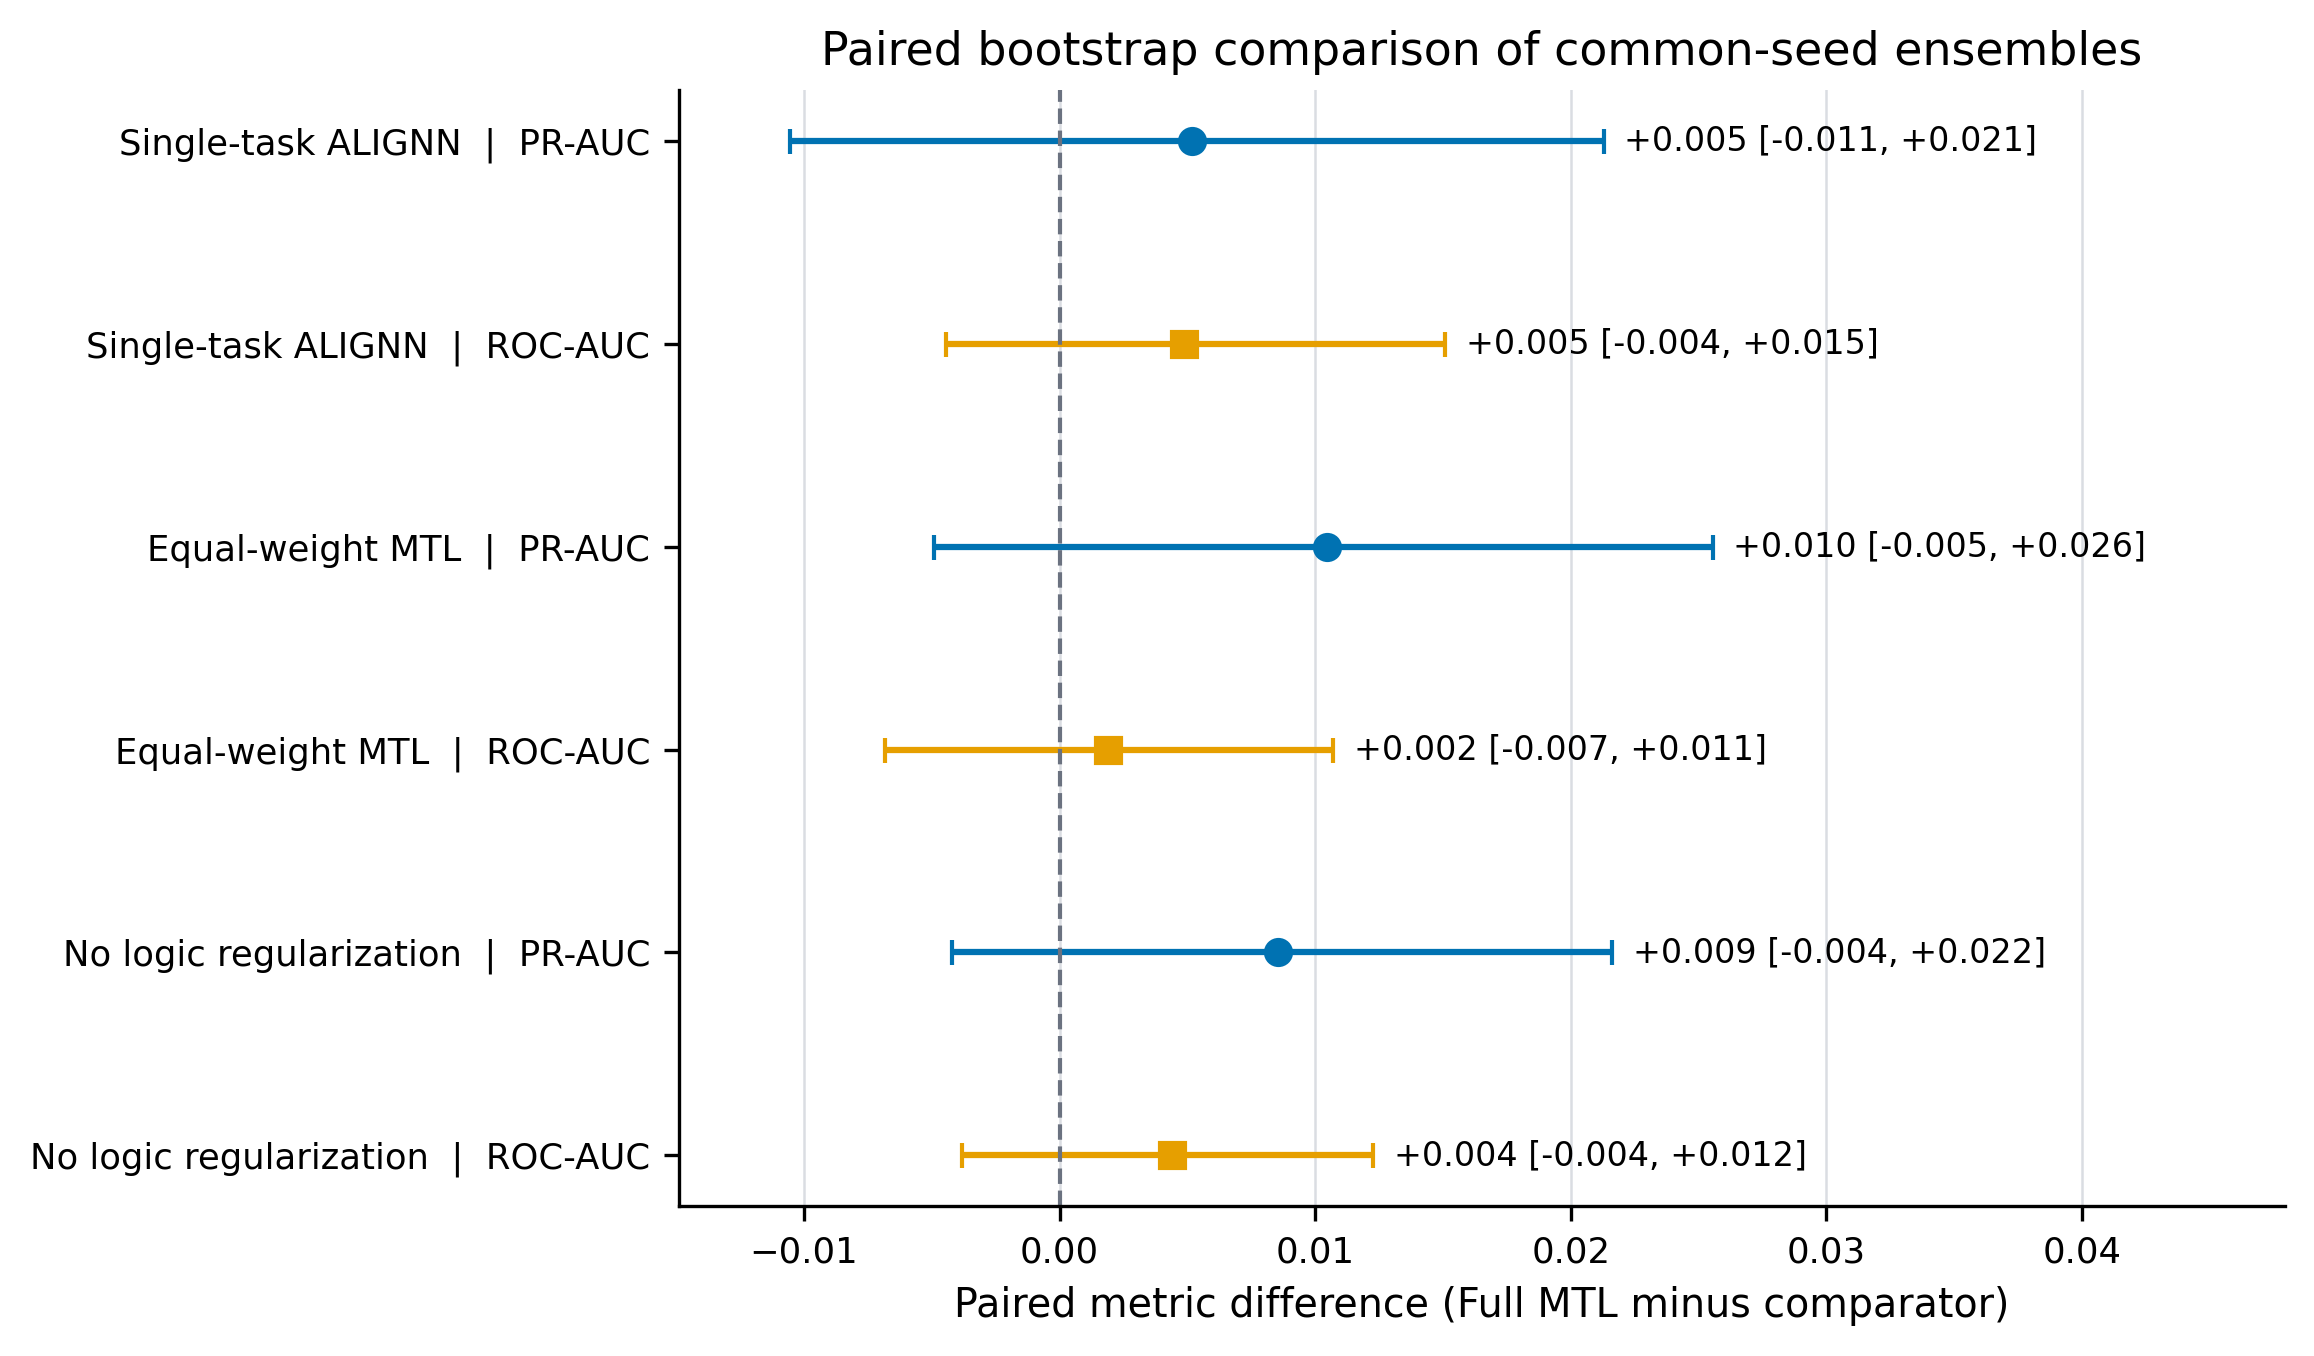 Paired bootstrap comparison of common-seed ensembles
Single-task ALIGNN | PR-AUC
+0.005 [-0.011, +0.021]
Single-task ALIGNN | ROC-AUC
+0.005 [-0.004, +0.015]
Equal-weight MTL | PR-AUC
+0.010 [-0.005, +0.026]
Equal-weight MTL | ROC-AUC
+0.002 [-0.007, +0.011]
No logic regularization | PR-AUC
+0.009 [-0.004, +0.022]
No logic regularization | ROC-AUC
+0.004 [-0.004, +0.012]
−0.01 0.00 0.01 0.02 0.03 0.04
Paired metric difference (Full MTL minus comparator)